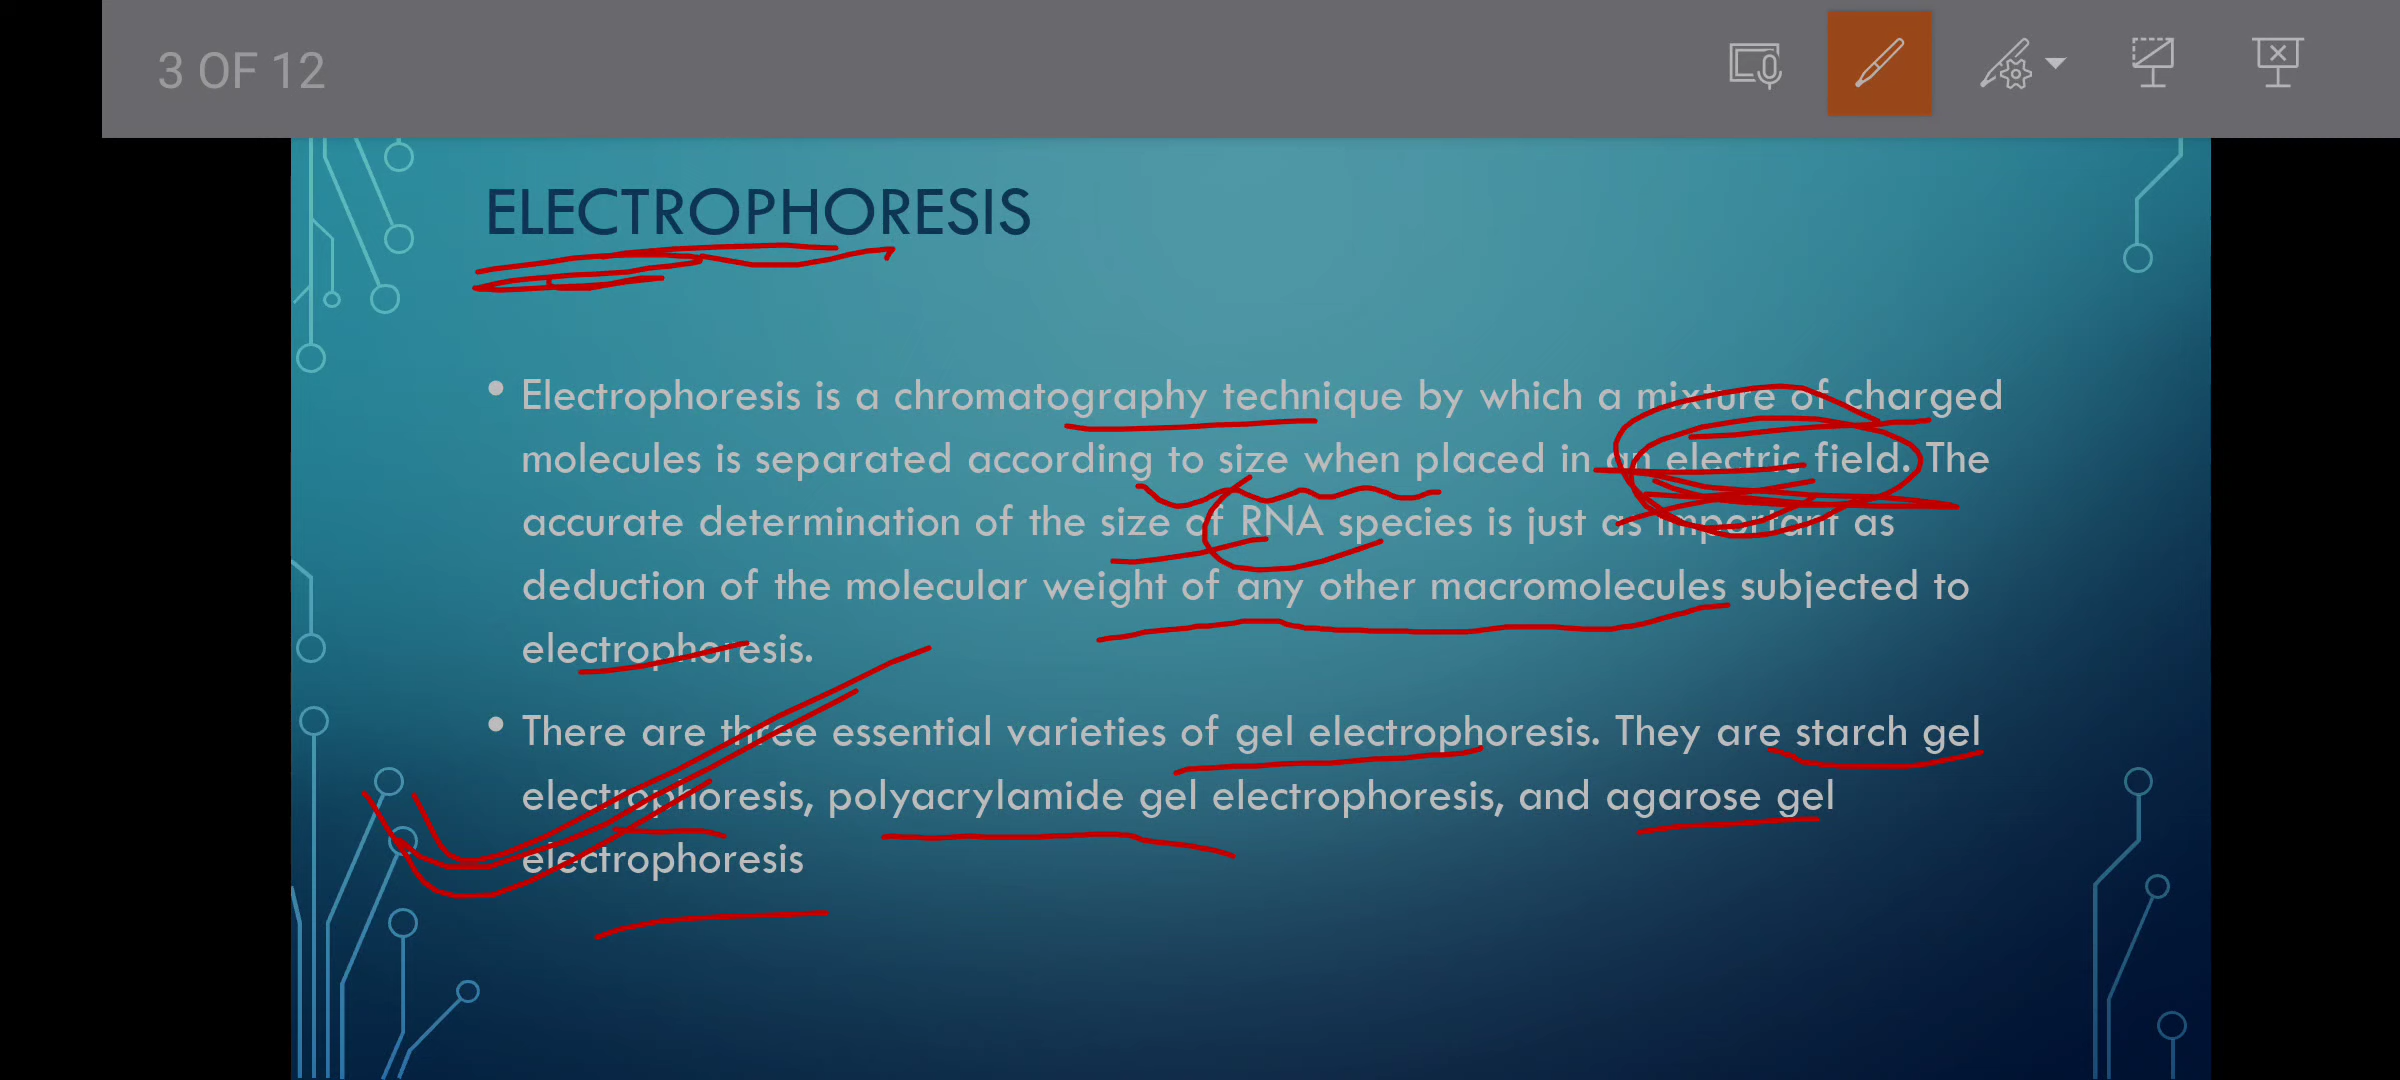 3 OF 12
ELECTROPHORESIS
• Electrophoresis is a chromatography technique by which a mixture of charged
molecules is separated according to size when placed in an electric field. The
accurate determination of the size of RNA species is just as important as
deduction of the molecular weight of any other macromolecules subjected to
electrophoresis.
• There are three essential varieties of gel electrophoresis. They are starch gel
electrophoresis, polyacrylamide gel electrophoresis, and agarose gel
electrophoresis